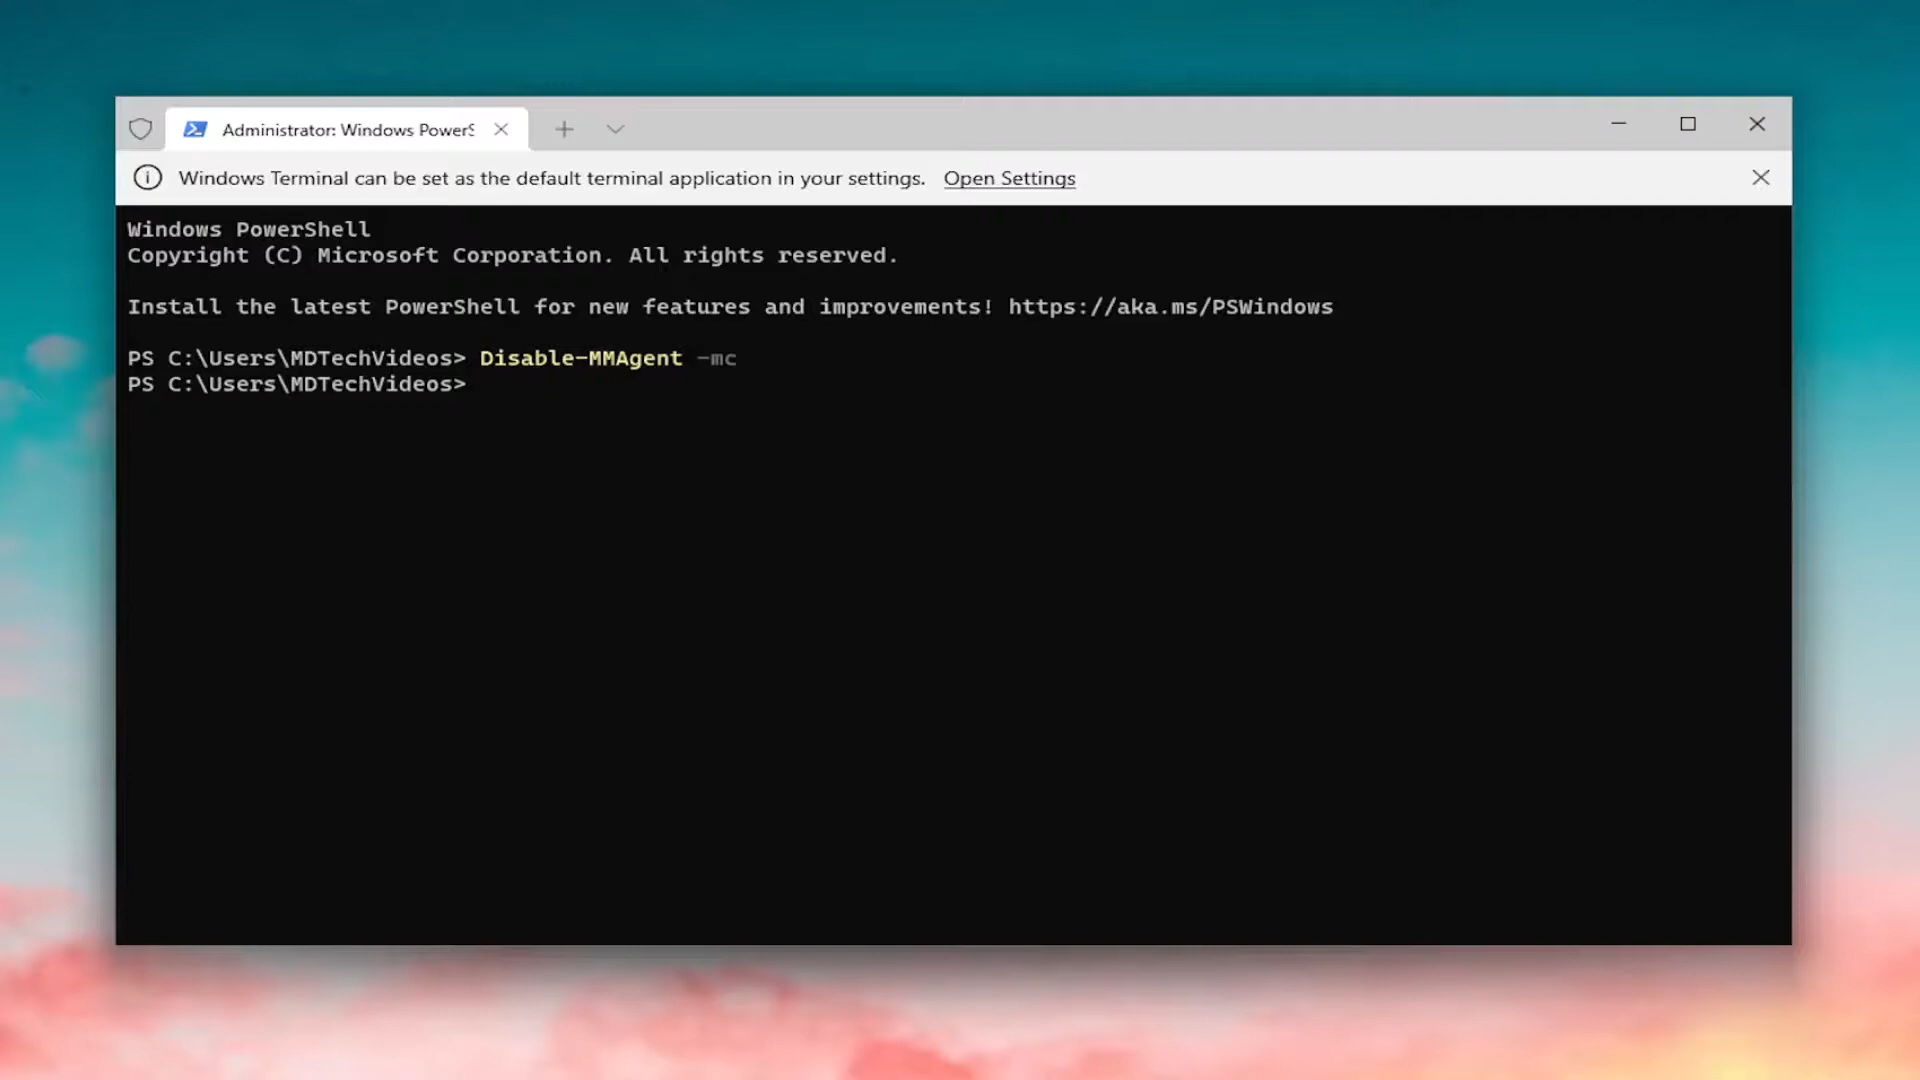 Administrator: Windows PowerS
Windows Terminal can be set as the default terminal application in your settings. Open Settings
Windows PowerShell
Copyright (C) Microsoft Corporation. All rights reserved.
Install the latest PowerShell for new features and improvements! https://aka.ms/PSWindows
PS C:\Users\MDTechVideos> Disable-MMAgent -mc
PS C:\Users\MDTechVideos>